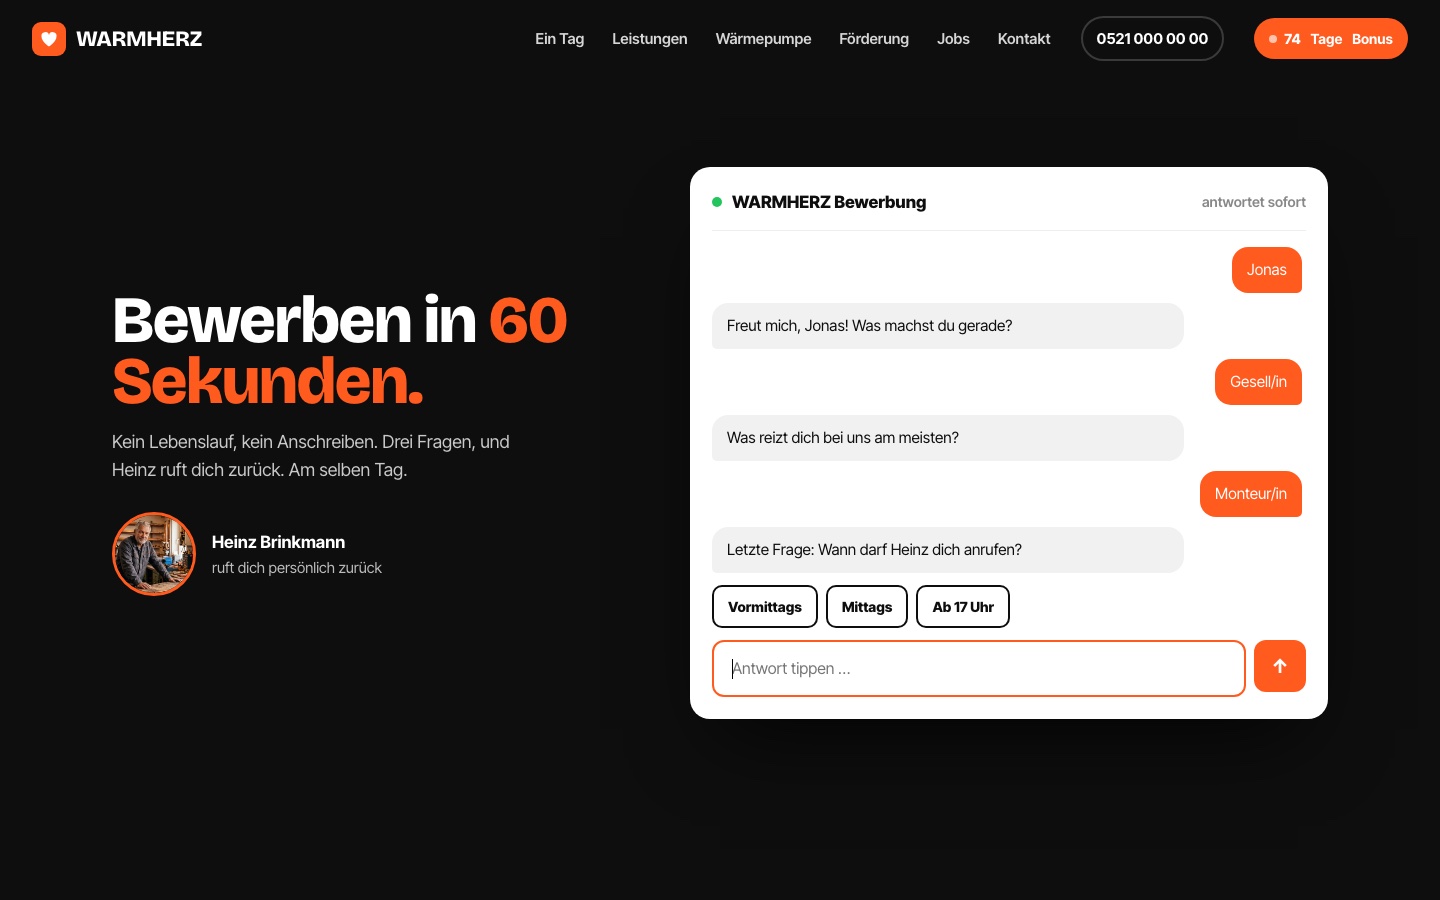 WARMHERZ
Ein Tag Leistungen Wärmepumpe Förderung Jobs Kontakt 0521 000 00 00 74 Tage Bonus
Bewerben in 60
Sekunden.
Kein Lebenslauf, kein Anschreiben. Drei Fragen, und
Heinz ruft dich zurück. Am selben Tag.
Heinz Brinkmann
ruft dich persönlich zurück
WARMHERZ Bewerbung antwortet sofort
Jonas
Freut mich, Jonas! Was machst du gerade?
Gesell/in
Was reizt dich bei uns am meisten?
Monteur/in
Letzte Frage: Wann darf Heinz dich anrufen?
Vormittags Mittags Ab 17 Uhr
Antwort tippen …